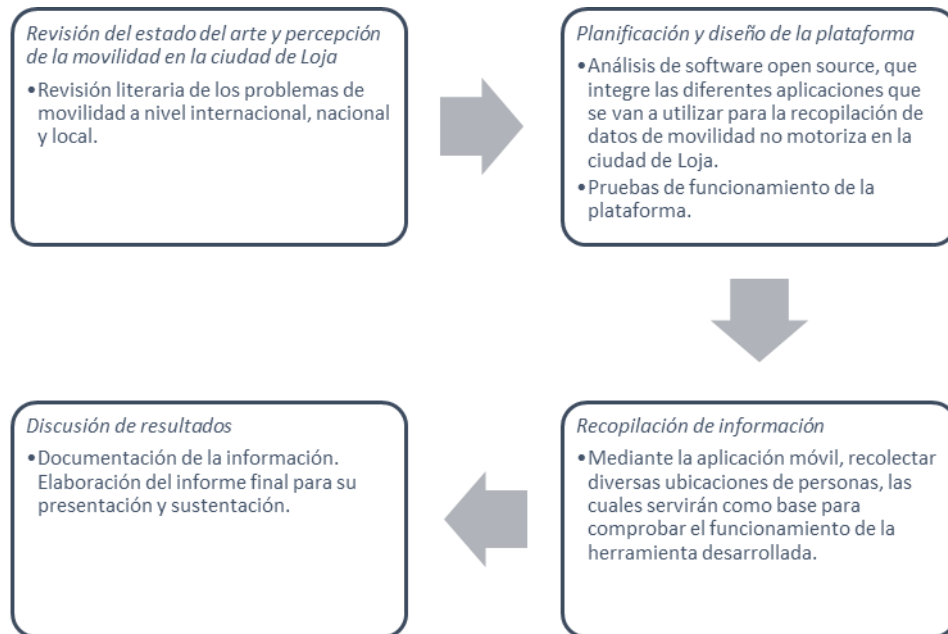 Revisión del estado del arte y percepción
de la movilidad en la ciudad de Loja
•Revisión literaria de los problemas de
movilidad a nivel internacional, nacional
y local.
Planificación y diseño de la plataforma
•Análisis de software open source, que
integre las diferentes aplicaciones que
se van a utilizar para la recopilación de
datos de movilidad no motoriza en la
ciudad de Loja.
•Pruebas de funcionamiento de la
plataforma.
Recopilación de información
•Mediante la aplicación móvil, recolectar
diversas ubicaciones de personas, las
cuales servirán como base para
comprobar el funcionamiento de la
herramienta desarrollada.
Discusión de resultados
•Documentación de la información.
Elaboración del informe final para su
presentación y sustentación.